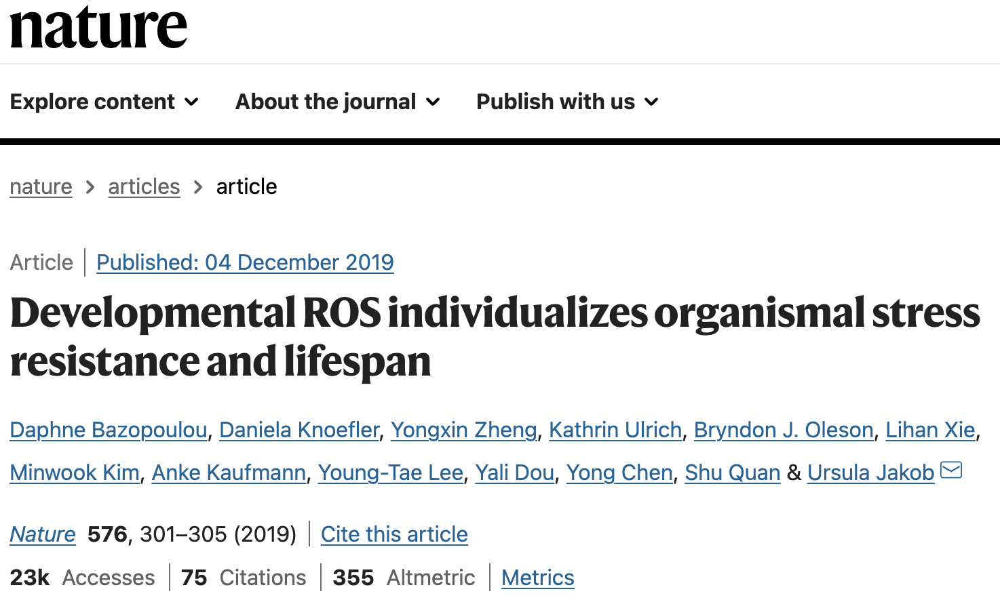 nature
Explore content About the journal Publish with us
nature > articles > article
Article | Published: 04 December 2019
Developmental ROS individualizes organismal stress
resistance and lifespan
Daphne Bazopoulou, Daniela Knoefler, Yongxin Zheng, Kathrin Ulrich, Bryndon J. Oleson, Lihan Xie,
Minwook Kim, Anke Kaufmann, Young-Tae Lee, Yali Dou, Yong Chen, Shu Quan & Ursula Jakob
Nature 576, 301–305 (2019) | Cite this article
23k Accesses | 75 Citations | 355 Altmetric | Metrics